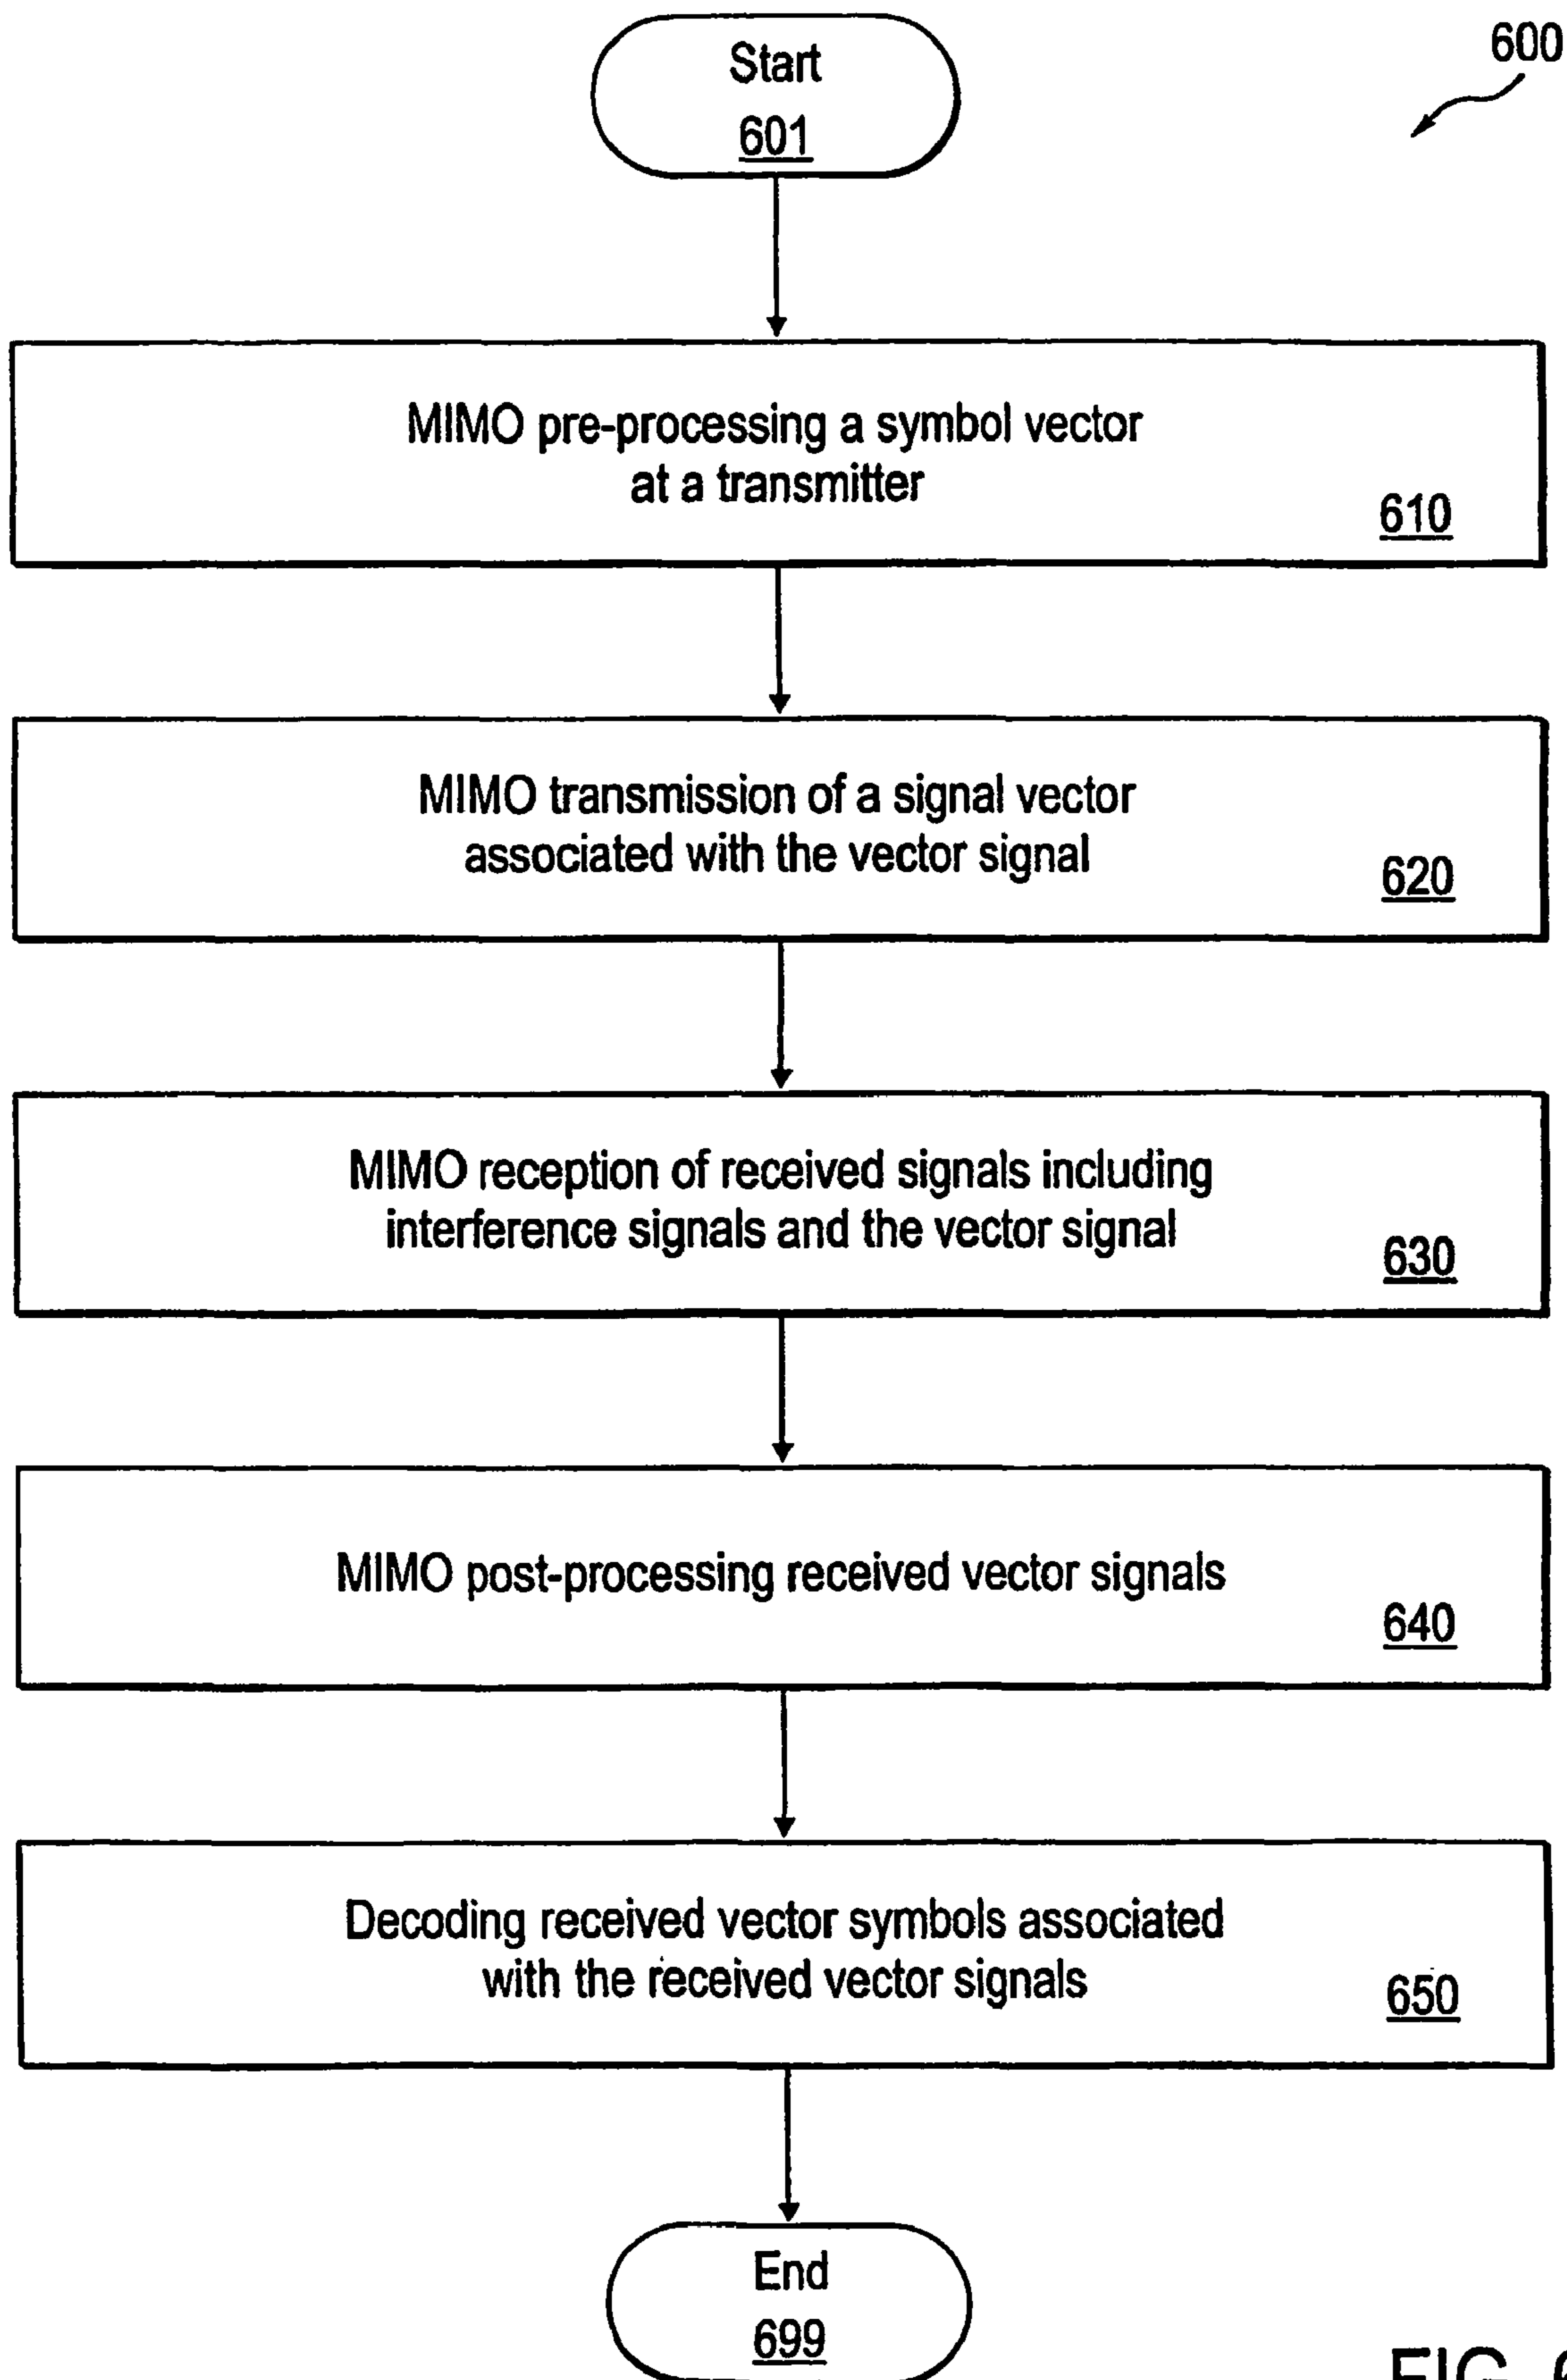 600
Start
601
MIMO pre-processing a symbol vector
at a transmitter
610
MIMO transmission of a signal vector
associated with the vector signal
620
MIMO reception of received signals including
interference signals and the vector signal
630
MIMO post-processing received vector signals
640
Decoding received vector symbols associated
with the received vector signals
650
End
699
FIG.